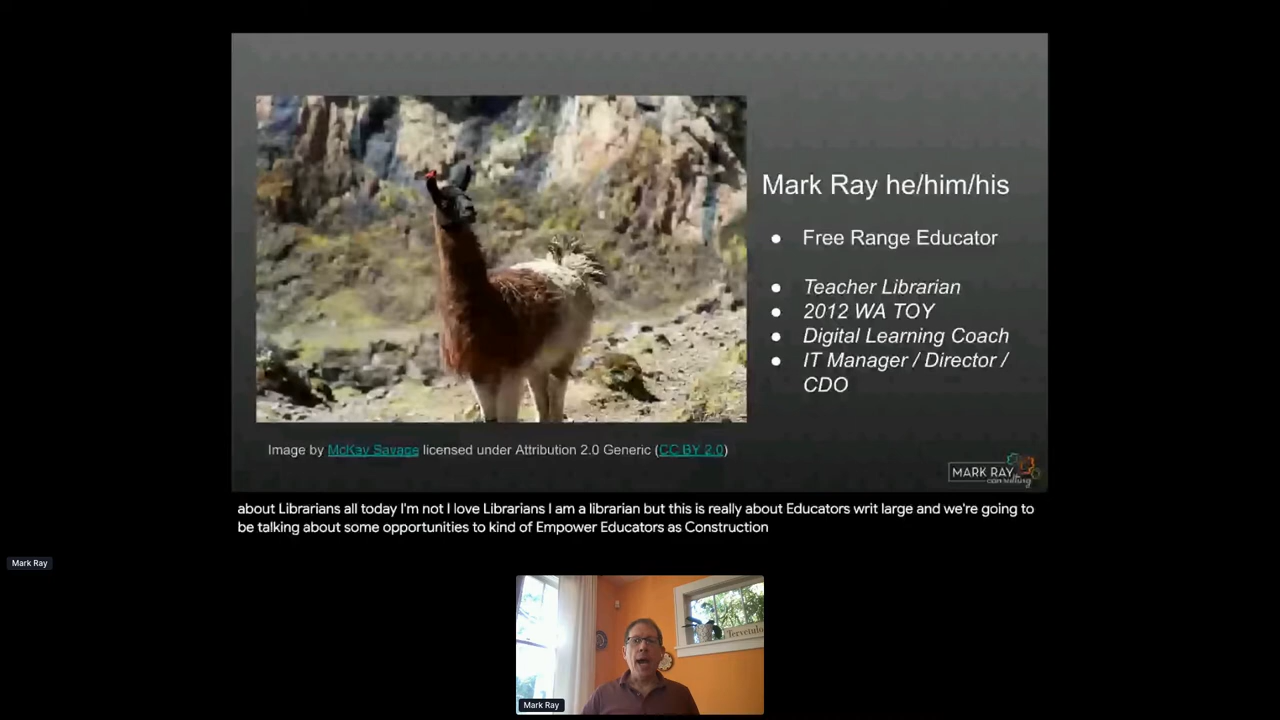 Mark Ray he/him/his
● Free Range Educator
● Teacher Librarian
● 2012 WA TOY
● Digital Learning Coach
● IT Manager / Director /
CDO
Image by McKay Savage licensed under Attribution 2.0 Generic (CC BY 2.0)
MARK RAY
consulting
about Librarians all today I'm not I love Librarians I am a librarian but this is really about Educators writ large and we're going to
be talking about some opportunities to kind of Empower Educators as Construction
Mark Ray
Tervetulo
Mark Ray